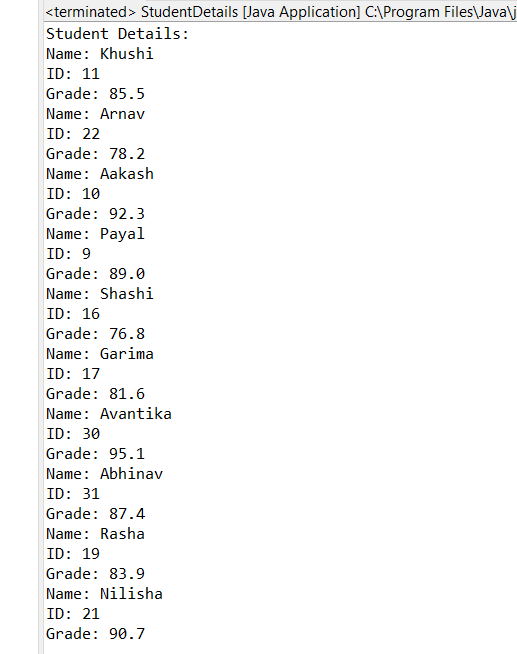 <terminated> StudentDetails [Java Application] C:\Program Files\Java\j
Student Details:
Name: Khushi
ID: 11
Grade: 85.5
Name: Arnav
ID: 22
Grade: 78.2
Name: Aakash
ID: 10
Grade: 92.3
Name: Payal
ID: 9
Grade: 89.0
Name: Shashi
ID: 16
Grade: 76.8
Name: Garima
ID: 17
Grade: 81.6
Name: Avantika
ID: 30
Grade: 95.1
Name: Abhinav
ID: 31
Grade: 87.4
Name: Rasha
ID: 19
Grade: 83.9
Name: Nilisha
ID: 21
Grade: 90.7